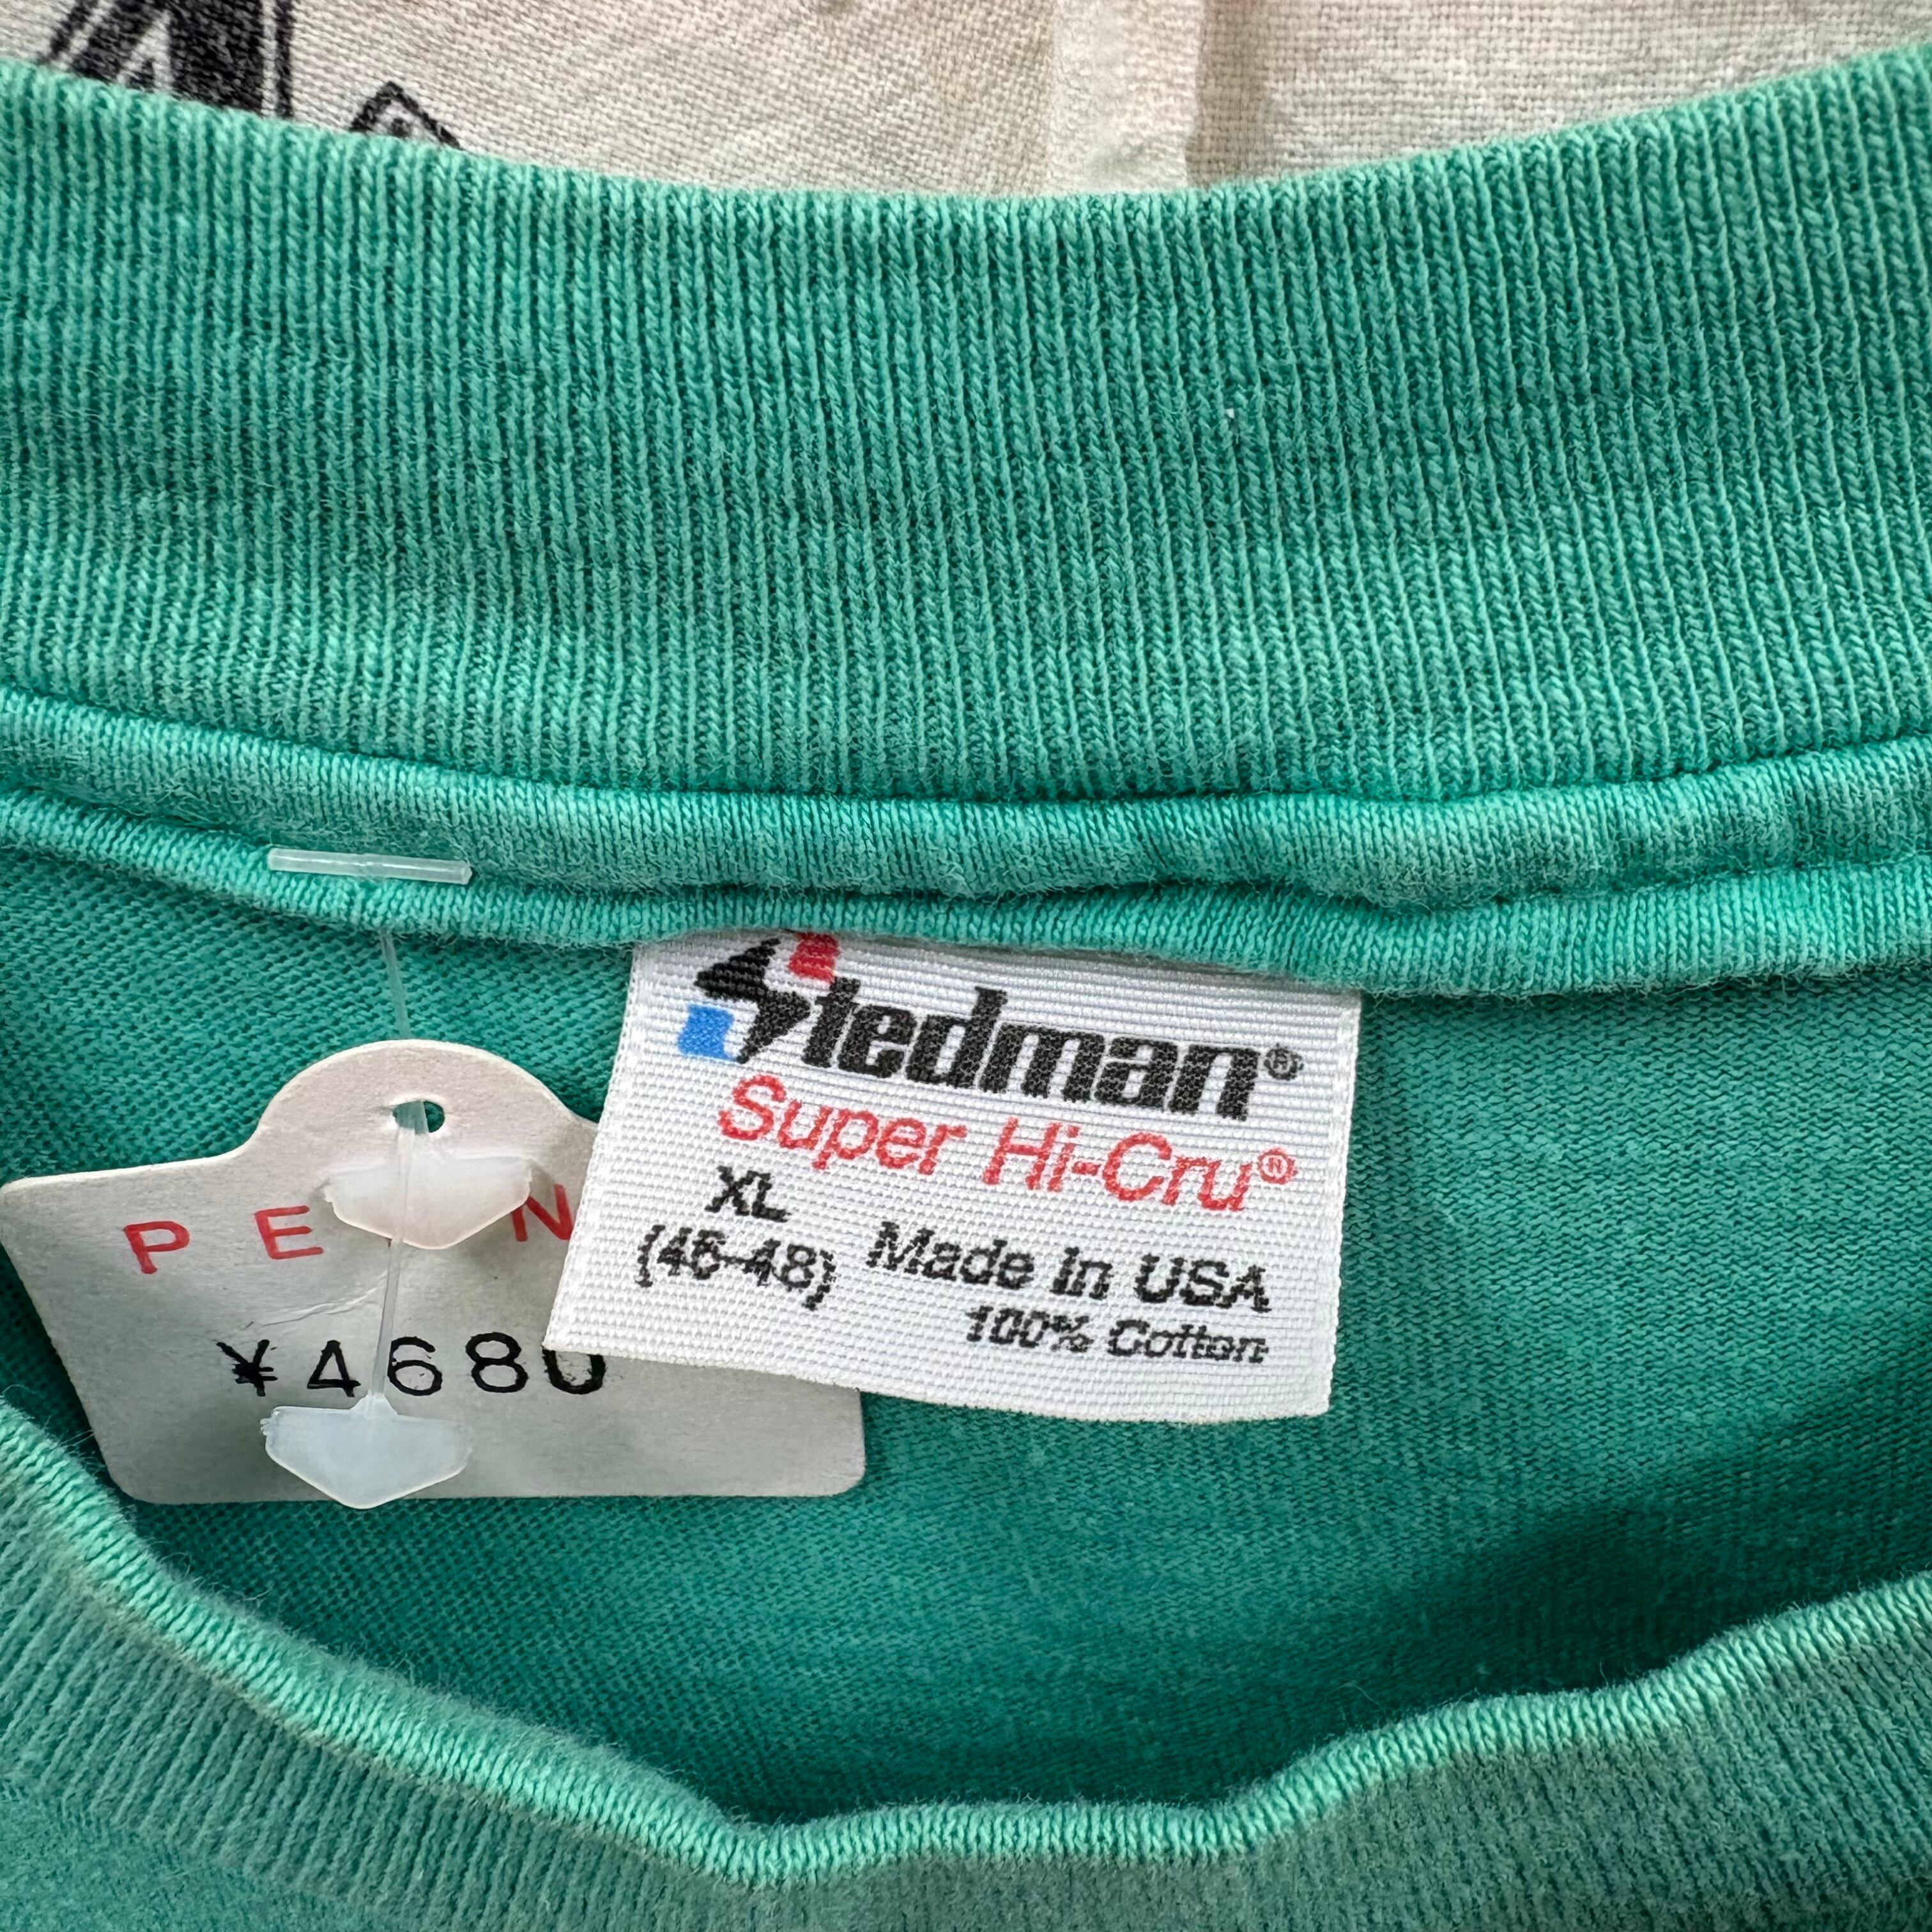 Stedman®
Super Hi-Cru®
XL
(46-48)
Made In USA
100% Cotton
¥4680